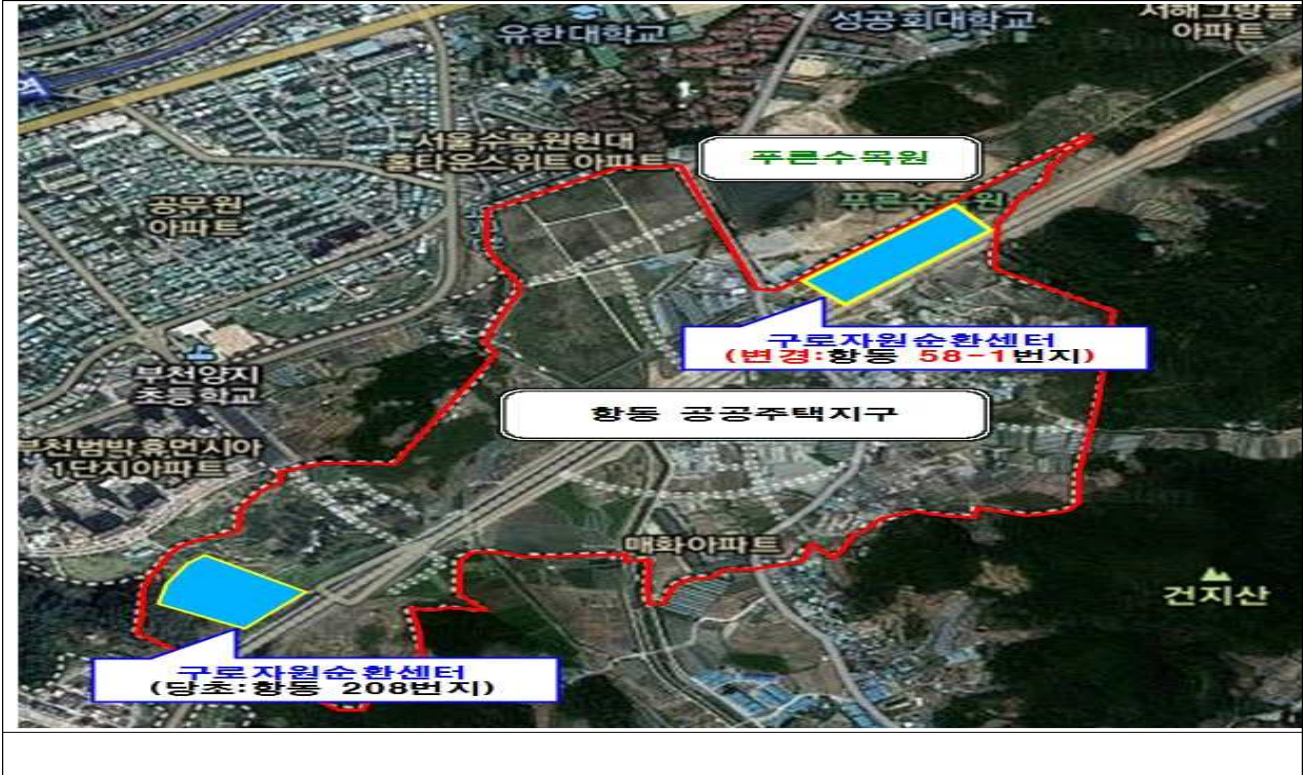 유한대학교
성공회대학교
서해그랑블
아파트
역
서울수목원현대
홈타운스위트아파트
푸른수목원
공무원
아파트
푸른수목원
구로자원순환센터
(변경:항동 58-1번지)
부천양지
초등학교
항동 공공주택지구
부천범박휴먼시아
1단지아파트
매화아파트
건지산
구로자원순환센터
(당초:항동 208번지)